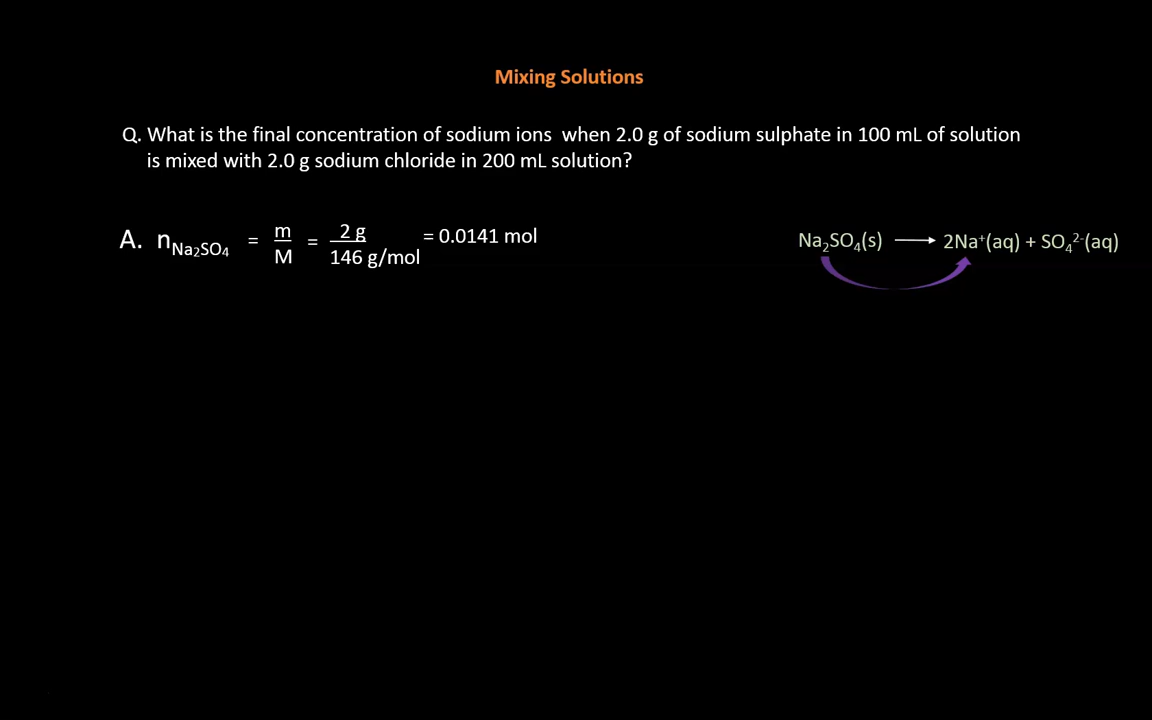 Mixing Solutions
Q. What is the final concentration of sodium ions when 2.0 g of sodium sulphate in 100 mL of solution
is mixed with 2.0 g sodium chloride in 200 mL solution?
A. nNa₂SO₄ = m/M = 2 g/146 g/mol = 0.0141 mol
Na₂SO₄(s) ⟶ 2Na⁺(aq) + SO₄²⁻(aq)